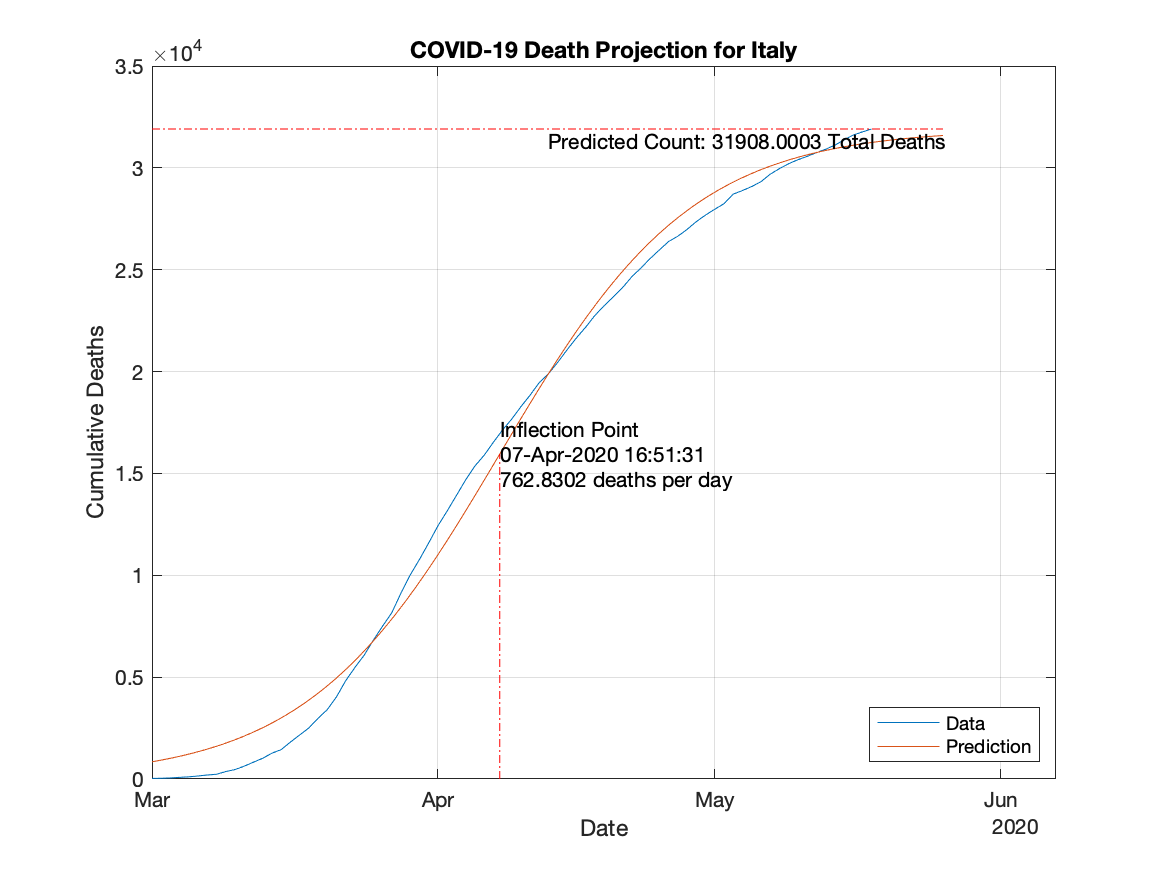 COVID-19 Death Projection for Italy
×10⁴
3.5
3
2.5
2
1.5
1
0.5
0
Cumulative Deaths
Predicted Count: 31908.0003 Total Deaths
Inflection Point
07-Apr-2020 16:51:31
762.8302 deaths per day
Data
Prediction
Mar
Apr
May
Jun
2020
Date